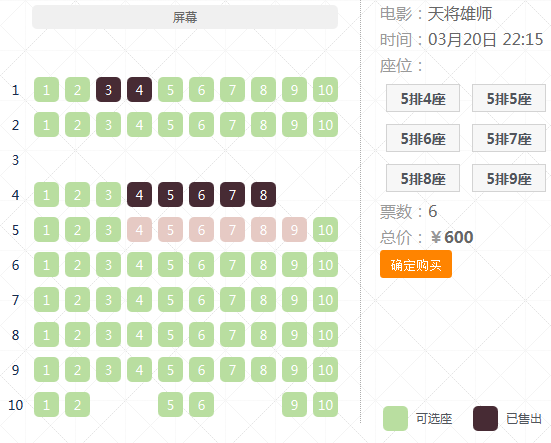 屏幕
1 1 2 3 4 5 6 7 8 9 10
2 1 2 3 4 5 6 7 8 9 10
3
4 1 2 3 4 5 6 7 8
5 1 2 3 4 5 6 7 8 9 10
6 1 2 3 4 5 6 7 8 9 10
7 1 2 3 4 5 6 7 8 9 10
8 1 2 3 4 5 6 7 8 9 10
9 1 2 3 4 5 6 7 8 9 10
10 1 2 5 6 9 10
电影：天将雄师
时间：03月20日 22:15
座位：
5排4座 5排5座
5排6座 5排7座
5排8座 5排9座
票数：6
总价：￥600
确定购买
可选座 已售出